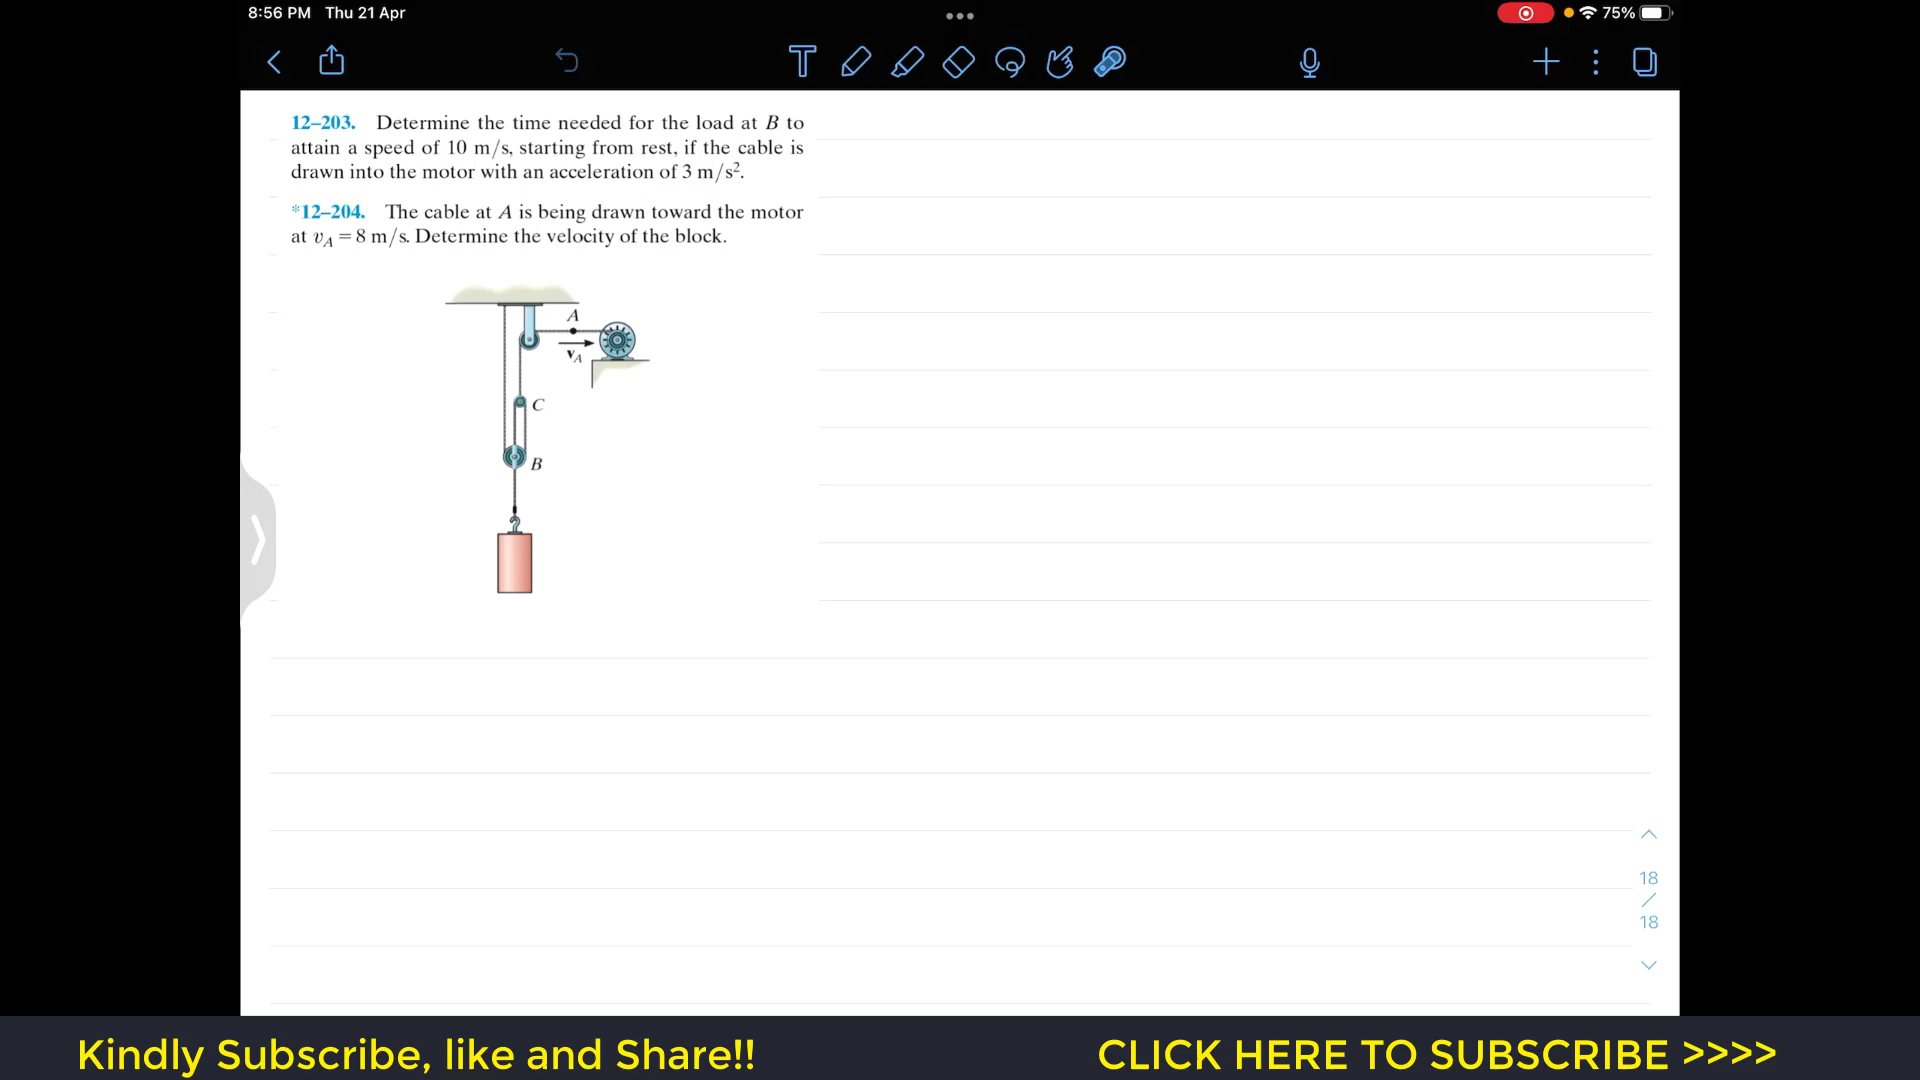 8:56 PM Thu 21 Apr
75%
12–203. Determine the time needed for the load at B to
attain a speed of 10 m/s, starting from rest, if the cable is
drawn into the motor with an acceleration of 3 m/s².
*12–204. The cable at A is being drawn toward the motor
at v_A = 8 m/s. Determine the velocity of the block.
A
v_A
C
B
18
/
18
Kindly Subscribe, like and Share!!
CLICK HERE TO SUBSCRIBE >>>>